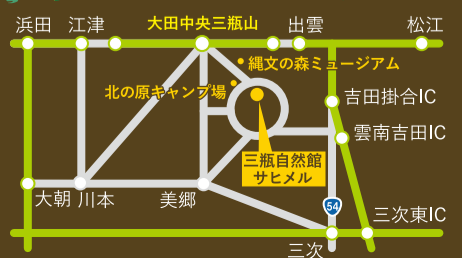 浜田
江津
大田中央三瓶山
出雲
松江
縄文の森ミュージアム
北の原キャンプ場
吉田掛合IC
雲南吉田IC
三瓶自然館
サヒメル
大朝
川本
美郷
54
三次東IC
三次